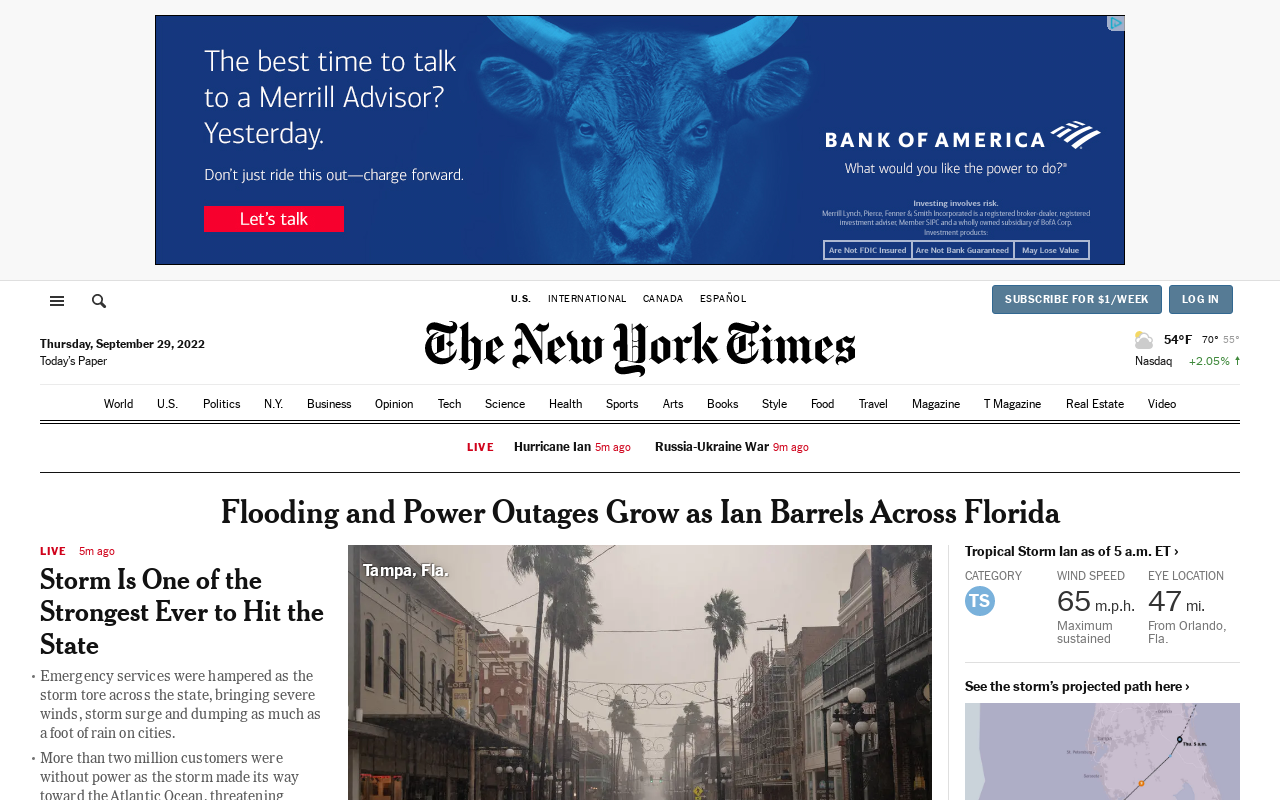 The best time to talk
to a Merrill Advisor?
Yesterday.
Don't just ride this out—charge forward.
Let's talk
BANK OF AMERICA
What would you like the power to do?®
Investing involves risk.
Merrill Lynch, Pierce, Fenner & Smith Incorporated is a registered broker-dealer, registered
investment adviser, Member SIPC and a wholly owned subsidiary of BofA Corp.
Investment products:
Are Not FDIC Insured Are Not Bank Guaranteed May Lose Value
U.S. INTERNATIONAL CANADA ESPAÑOL
SUBSCRIBE FOR $1/WEEK LOG IN
The New York Times
Thursday, September 29, 2022
Today's Paper
54°F 70° 55°
Nasdaq +2.05% ↑
World U.S. Politics N.Y. Business Opinion Tech Science Health Sports Arts Books Style Food Travel Magazine T Magazine Real Estate Video
LIVE Hurricane Ian 5m ago Russia-Ukraine War 9m ago
Flooding and Power Outages Grow as Ian Barrels Across Florida
LIVE 5m ago
Storm Is One of the
Strongest Ever to Hit the
State
• Emergency services were hampered as the
storm tore across the state, bringing severe
winds, storm surge and dumping as much as
a foot of rain on cities.
• More than two million customers were
without power as the storm made its way
toward the Atlantic Ocean, threatening
Tampa, Fla.
Tropical Storm Ian as of 5 a.m. ET ›
CATEGORY WIND SPEED EYE LOCATION
TS 65 m.p.h. 47 mi.
Maximum From Orlando,
sustained Fla.
See the storm's projected path here ›
Thu. 5 a.m.